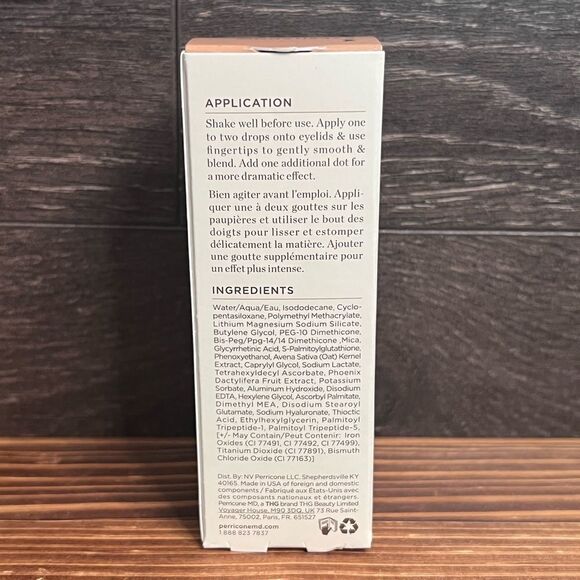 APPLICATION
Shake well before use. Apply one
to two drops onto eyelids & use
fingertips to gently smooth &
blend. Add one additional dot for
a more dramatic effect.
Bien agiter avant l'emploi. Appli-
quer une à deux gouttes sur les
paupières et utiliser le bout des
doigts pour lisser et estomper
délicatement la matière. Ajouter
une goutte supplémentaire pour
un effet plus intense.
INGREDIENTS
Water/Aqua/Eau, Isododecane, Cyclo-
pentasiloxane, Polymethyl Methacrylate,
Lithium Magnesium Sodium Silicate,
Butylene Glycol, PEG-10 Dimethicone,
Bis-Peg/Ppg-14/14 Dimethicone ,Mica,
Glycyrrhetinic Acid, S-Palmitoylglutathione,
Phenoxyethanol, Avena Sativa (Oat) Kernel
Extract, Caprylyl Glycol, Sodium Lactate,
Tetrahexyldecyl Ascorbate, Phoenix
Dactylifera Fruit Extract, Potassium
Sorbate, Aluminum Hydroxide, Disodium
EDTA, Hexylene Glycol, Ascorbyl Palmitate,
Dimethyl MEA, Disodium Stearoyl
Glutamate, Sodium Hyaluronate, Thioctic
Acid, Ethylhexylglycerin, Palmitoyl
Tripeptide-1, Palmitoyl Tripeptide-5,
[+/- May Contain/Peut Contenir: Iron
Oxides (CI 77491, CI 77492, CI 77499),
Titanium Dioxide (CI 77891), Bismuth
Chloride Oxide (CI 77163)]
Dist. By: NV Perricone LLC. Shepherdsville KY
40165. Made in USA of foreign and domestic
components / Fabriqué aux États-Unis avec
des composants nationaux et étrangers.
Perricone MD, a THG brand THG Beauty Limited
Voyager House, M90 3DQ, UK 73 Rue Saint-
Anne, 75002, Paris, FR. 651527
perriconemd.com
1 888 823 7837